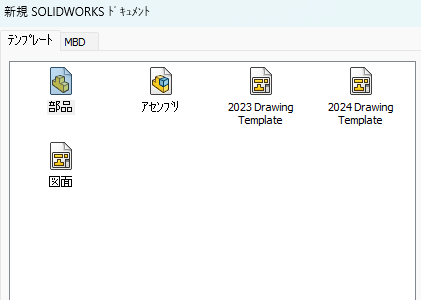 新規 SOLIDWORKS ﾄﾞｷｭﾒﾝﾄ
ﾃﾝﾌﾟﾚｰﾄ MBD
部品 ｱｾﾝﾌﾞﾘ 2023 Drawing Template 2024 Drawing Template
図面